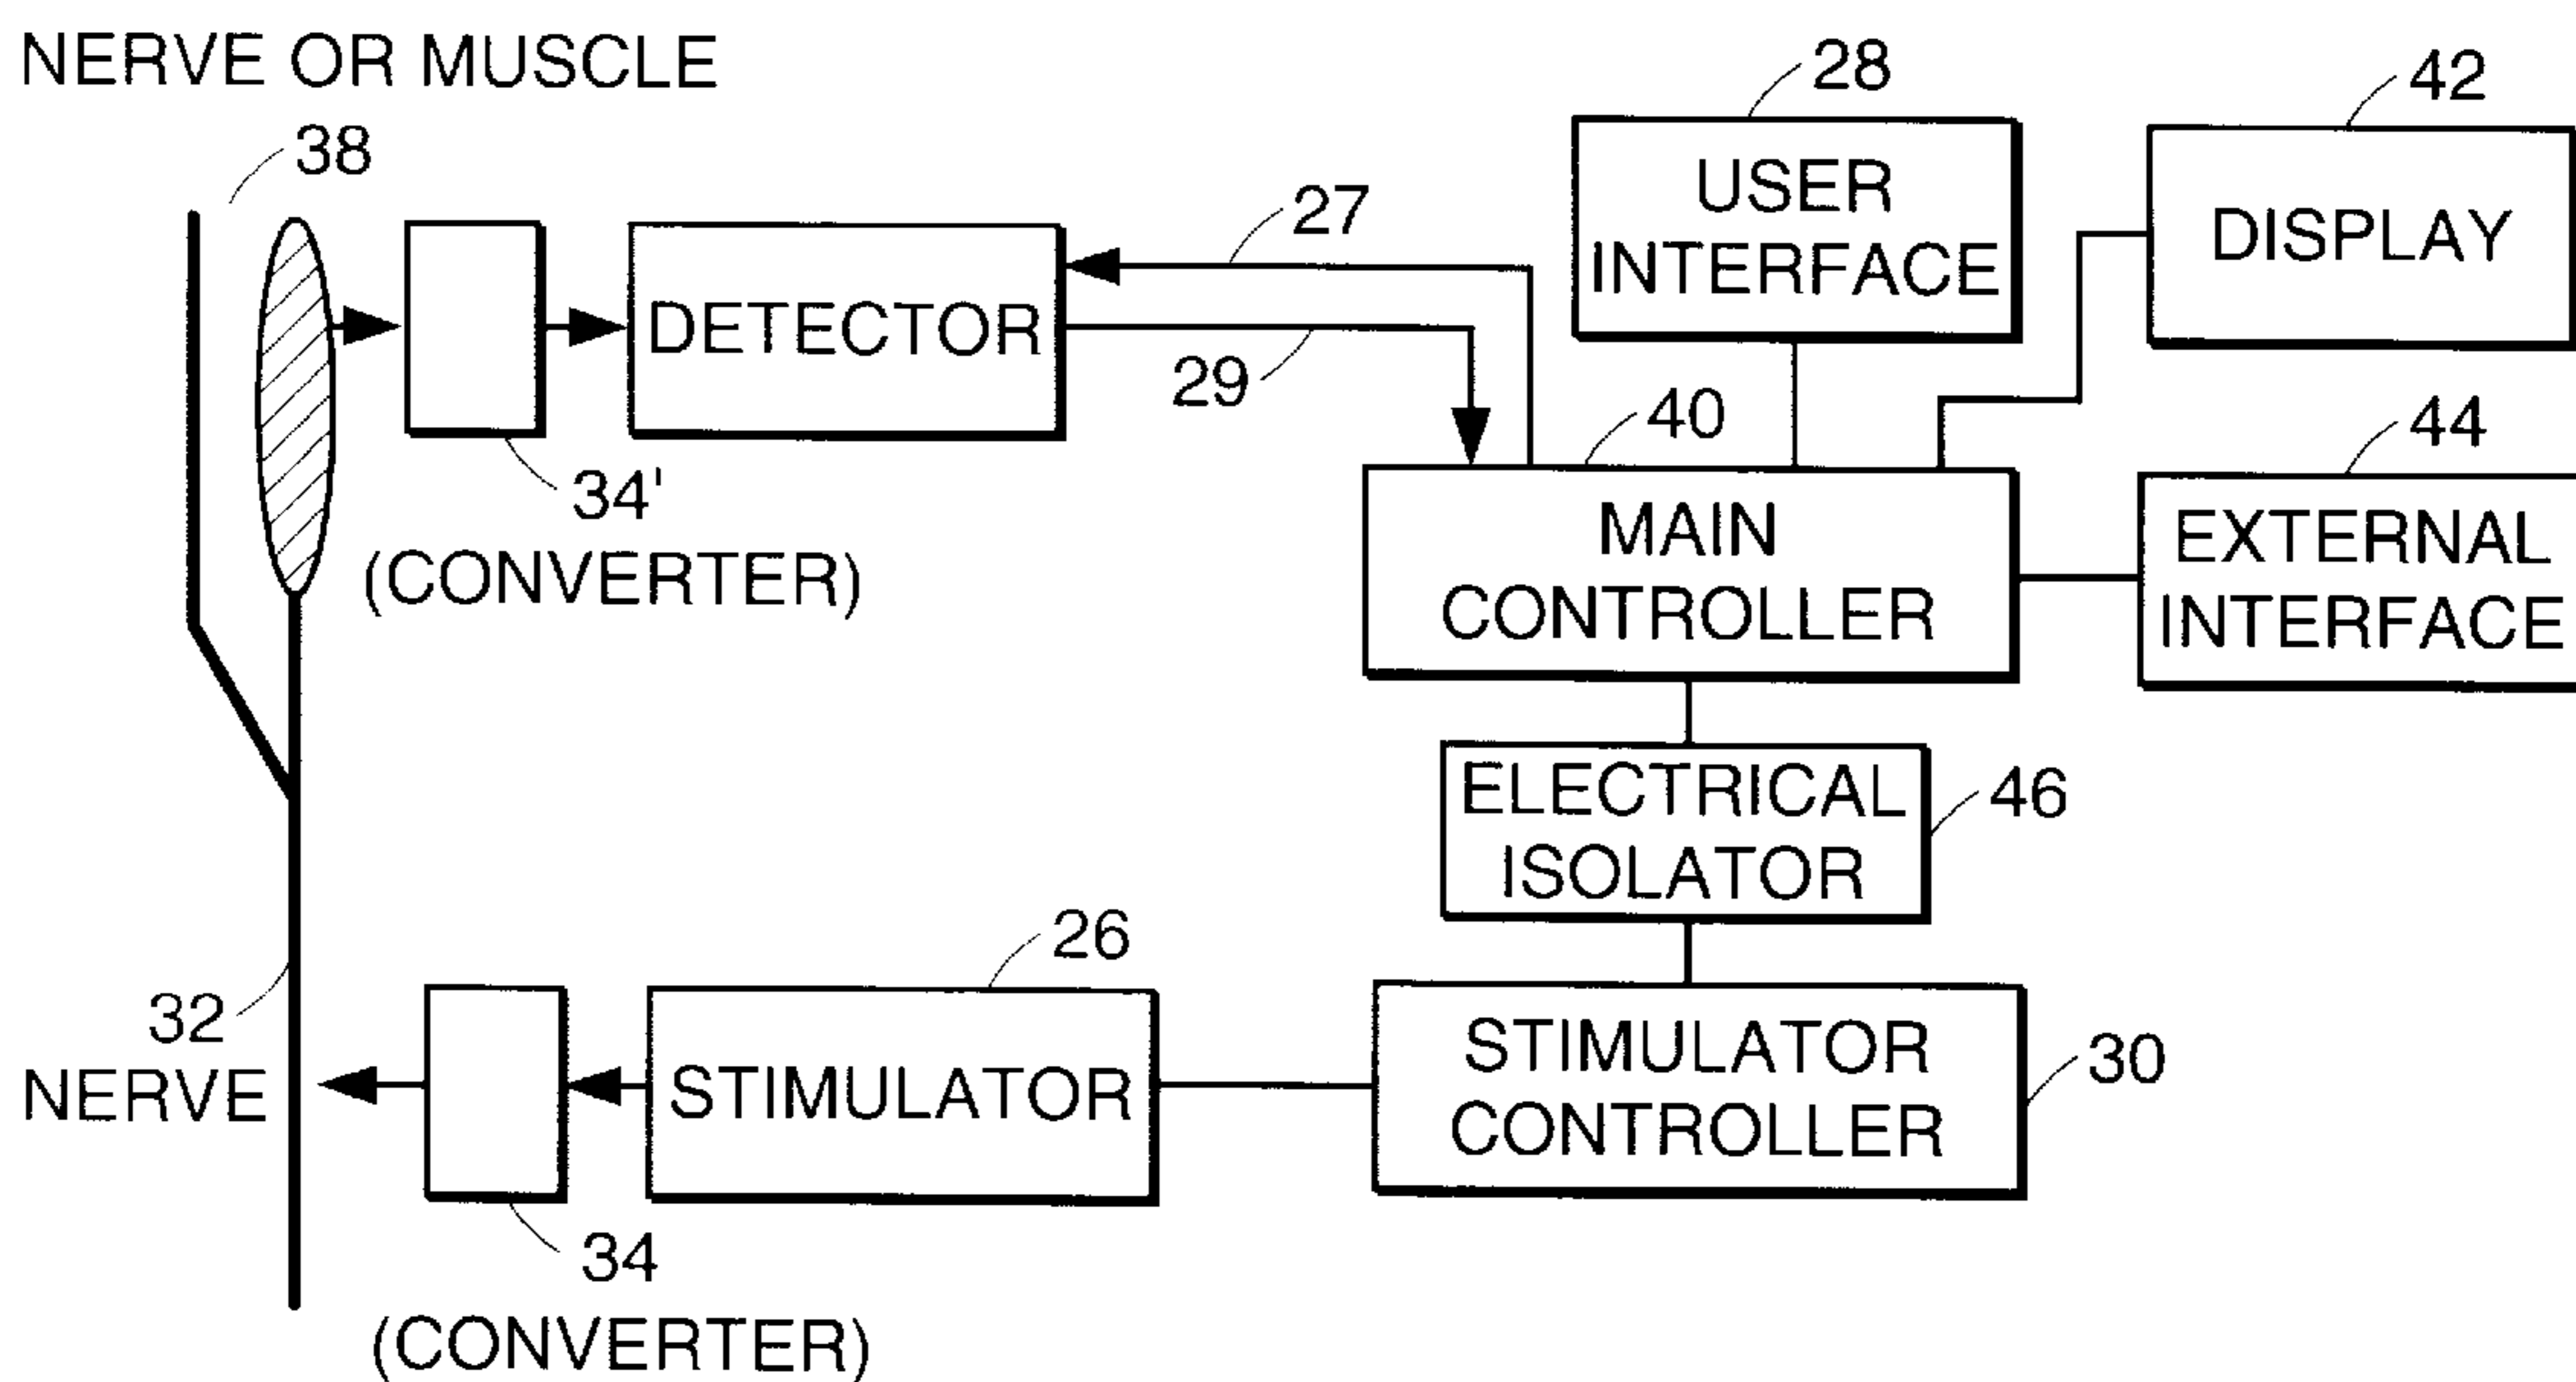 NERVE OR MUSCLE
38
28
42
27
USER
INTERFACE
DISPLAY
DETECTOR
29
34'
(CONVERTER)
40
44
MAIN
CONTROLLER
EXTERNAL
INTERFACE
ELECTRICAL
ISOLATOR
46
26
32
NERVE
STIMULATOR
STIMULATOR
CONTROLLER
30
34
(CONVERTER)